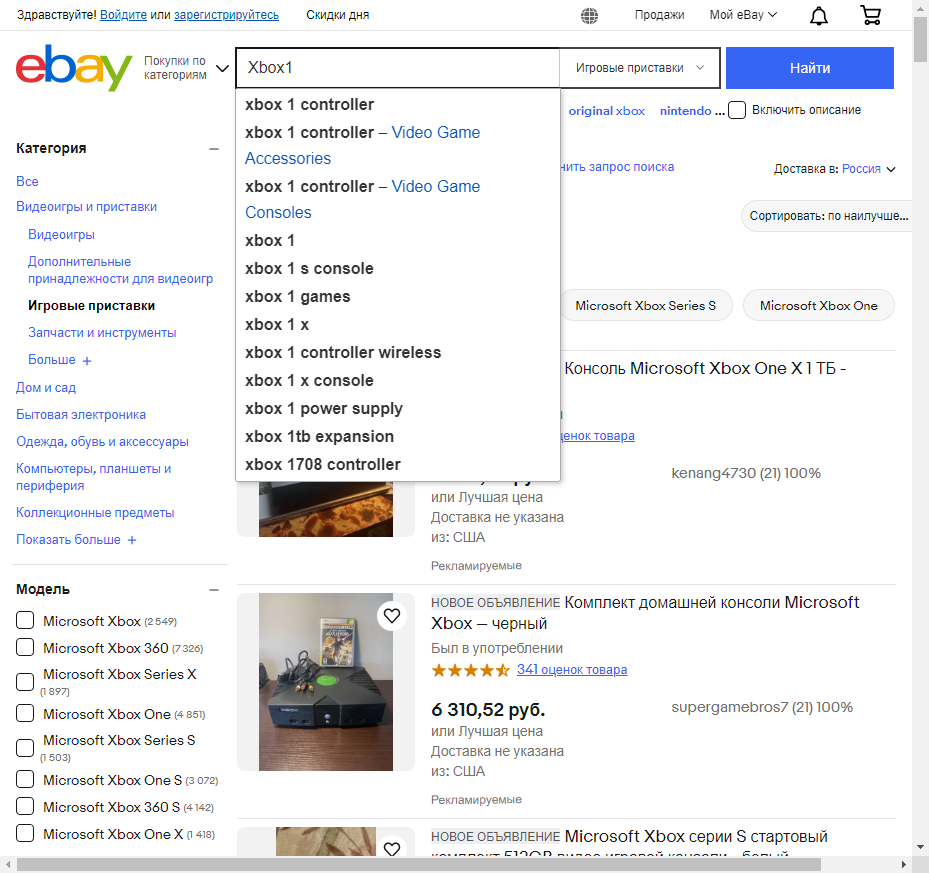 Здравствуйте! Войдите или зарегистрируйтесь
Скидки дня
Продажи
Мой eBay
ebay
Покупки по категориям
Xbox1
Игровые приставки
Найти
xbox 1 controller
xbox 1 controller – Video Game
Accessories
xbox 1 controller – Video Game
Consoles
xbox 1
xbox 1 s console
xbox 1 games
xbox 1 x
xbox 1 controller wireless
xbox 1 x console
xbox 1 power supply
xbox 1tb expansion
xbox 1708 controller
original xbox
nintendo ...
Включить описание
нить запрос поиска
Доставка в: Россия
Сортировать: по наилучше...
Microsoft Xbox Series S
Microsoft Xbox One
Категория
Все
Видеоигры и приставки
Видеоигры
Дополнительные
принадлежности для видеоигр
Игровые приставки
Запчасти и инструменты
Больше +
Дом и сад
Бытовая электроника
Одежда, обувь и аксессуары
Компьютеры, планшеты и
периферия
Коллекционные предметы
Показать больше +
Модель
Microsoft Xbox (2 549)
Microsoft Xbox 360 (7 326)
Microsoft Xbox Series X
(1 897)
Microsoft Xbox One (4 851)
Microsoft Xbox Series S
(1 503)
Microsoft Xbox One S (3 072)
Microsoft Xbox 360 S (4 142)
Microsoft Xbox One X (1 418)
Консоль Microsoft Xbox One X 1 ТБ -
ценок товара
kenang4730 (21) 100%
или Лучшая цена
Доставка не указана
из: США
Рекламируемые
НОВОЕ ОБЪЯВЛЕНИЕ Комплект домашней консоли Microsoft
Xbox — черный
Был в употреблении
341 оценок товара
6 310,52 руб.
supergamebros7 (21) 100%
или Лучшая цена
Доставка не указана
из: США
Рекламируемые
НОВОЕ ОБЪЯВЛЕНИЕ Microsoft Xbox серии S стартовый
комплект 512GB видео игровой консоли - белый